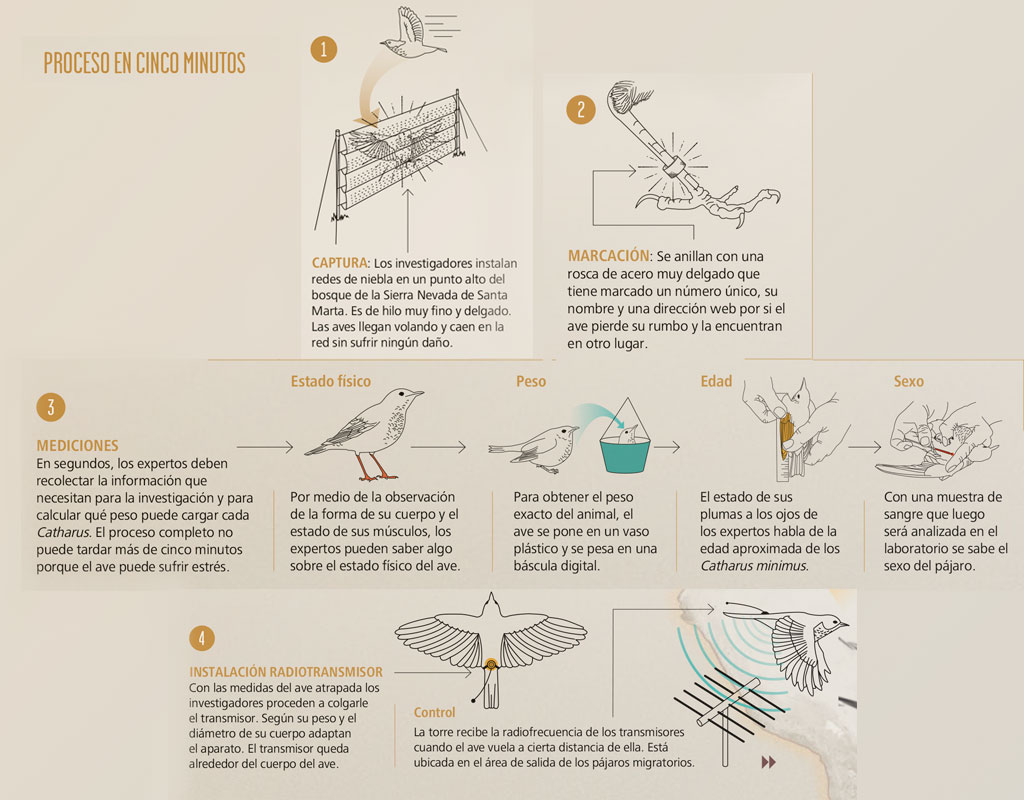 PROCESO EN CINCO MINUTOS
1
CAPTURA: Los investigadores instalan
redes de niebla en un punto alto del
bosque de la Sierra Nevada de Santa
Marta. Es de hilo muy fino y delgado.
Las aves llegan volando y caen en la
red sin sufrir ningún daño.
2
MARCACIÓN: Se anillan con una
rosca de acero muy delgado que
tiene marcado un número único, su
nombre y una dirección web por si el
ave pierde su rumbo y la encuentran
en otro lugar.
3
MEDICIONES
En segundos, los expertos deben
recolectar la información que
necesitan para la investigación y para
calcular qué peso puede cargar cada
Catharus. El proceso completo no
puede tardar más de cinco minutos
porque el ave puede sufrir estrés.
Estado físico
Por medio de la observación
de la forma de su cuerpo y el
estado de sus músculos, los
expertos pueden saber algo
sobre el estado físico del ave.
Peso
Para obtener el peso
exacto del animal, el
ave se pone en un vaso
plástico y se pesa en una
báscula digital.
Edad
El estado de sus
plumas a los ojos de
los expertos habla de la
edad aproximada de los
Catharus minimus.
Sexo
Con una muestra de
sangre que luego
será analizada en el
laboratorio se sabe el
sexo del pájaro.
4
INSTALACIÓN RADIOTRANSMISOR
Con las medidas del ave atrapada los
investigadores proceden a colgarle
el transmisor. Según su peso y el
diámetro de su cuerpo adaptan
el aparato. El transmisor queda
alrededor del cuerpo del ave.
Control
La torre recibe la radiofrecuencia de los transmisores
cuando el ave vuela a cierta distancia de ella. Está
ubicada en el área de salida de los pájaros migratorios.